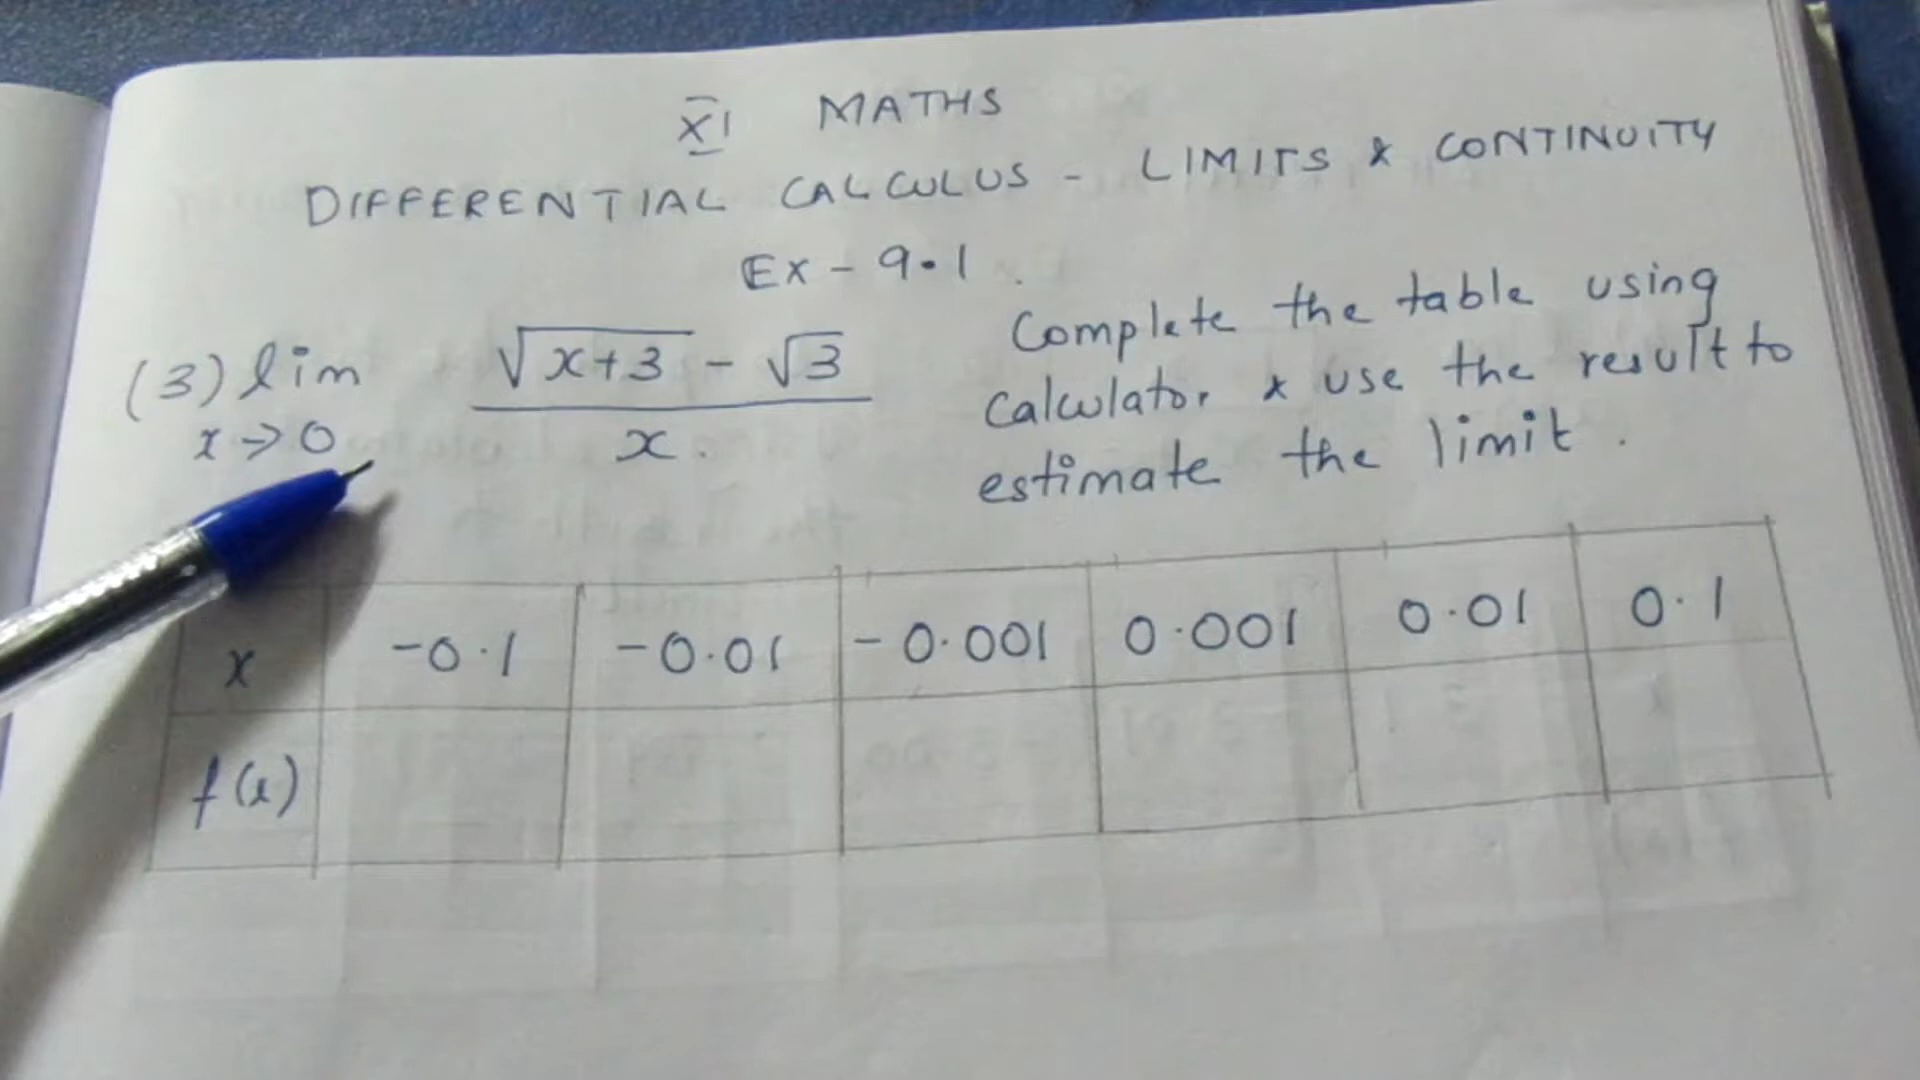 XI MATHS
DIFFERENTIAL CALCULUS - LIMITS & CONTINUITY
EX - 9.1
(3) lim x→0 (√(x+3) - √3) / x.
Complete the table using
calculator & use the result to
estimate the limit.
x -0.1 -0.01 -0.001 0.001 0.01 0.1
f(x)